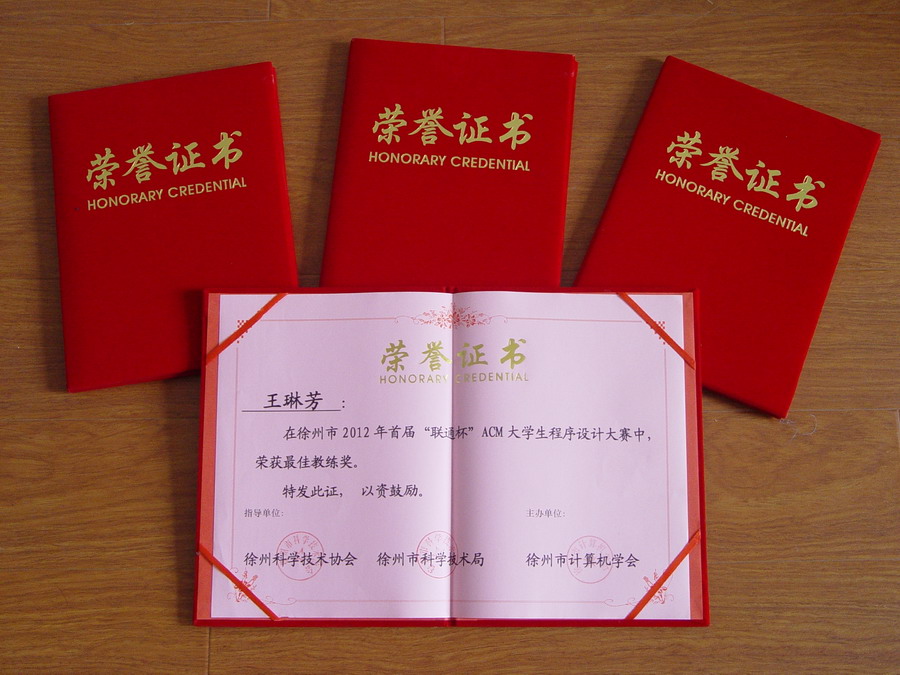 荣誉证书
HONORARY CREDENTIAL
荣誉证书
HONORARY CREDENTIAL
荣誉证书
HONORARY CREDENTIAL
荣誉证书
HONORARY CREDENTIAL
王琳芳：
在徐州市2012年首届“联通杯”ACM大学生程序设计大赛中，
荣获最佳教练奖。
特发此证， 以资鼓励。
指导单位: 主办单位:
徐州科学技术协会 徐州市科学技术局 徐州市计算机学会